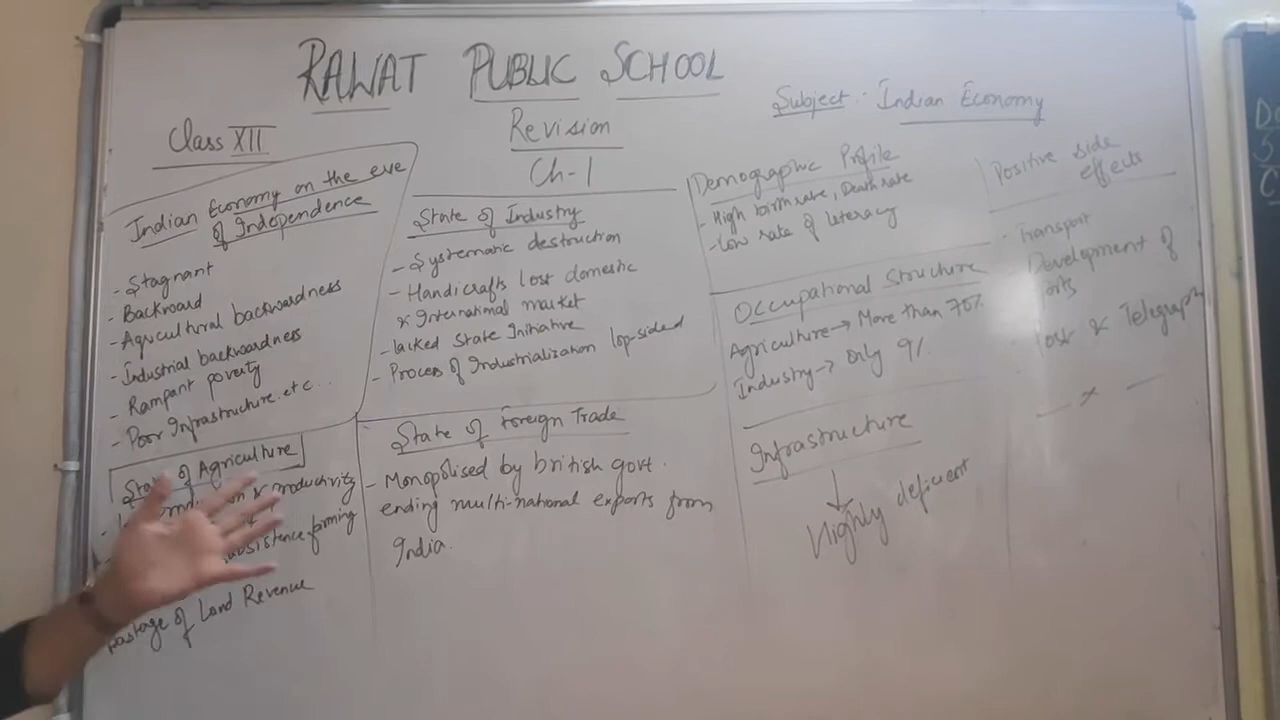 RAWAT PUBLIC SCHOOL
Class XII
Revision
Ch-1
Subject: Indian Economy
Indian Economy on the eve
of Independence
- Stagnant
- Backward
- Agricultural backwardness
- Industrial backwardness
- Rampant poverty
- Poor Infrastructure.etc...
State of Agriculture
& Productivity
subsistence farming
of Land Revenue
State of Industry
- Systematic destruction
- Handicrafts lost domestic
& International market
- lacked State Initiative
- Process of Industrialization lop-sided
State of Foreign Trade
- Monopolised by british govt.
ending multi-national exports from
India.
Demographic Profile
- High birth rate, Death rate
- Low rate of literacy
Occupational Structure
Agriculture → More than 70%
Industry → Only 9%
Infrastructure
↓
Highly deficient
Positive side
effects
Transport
Development of
& Telegraph
— x —